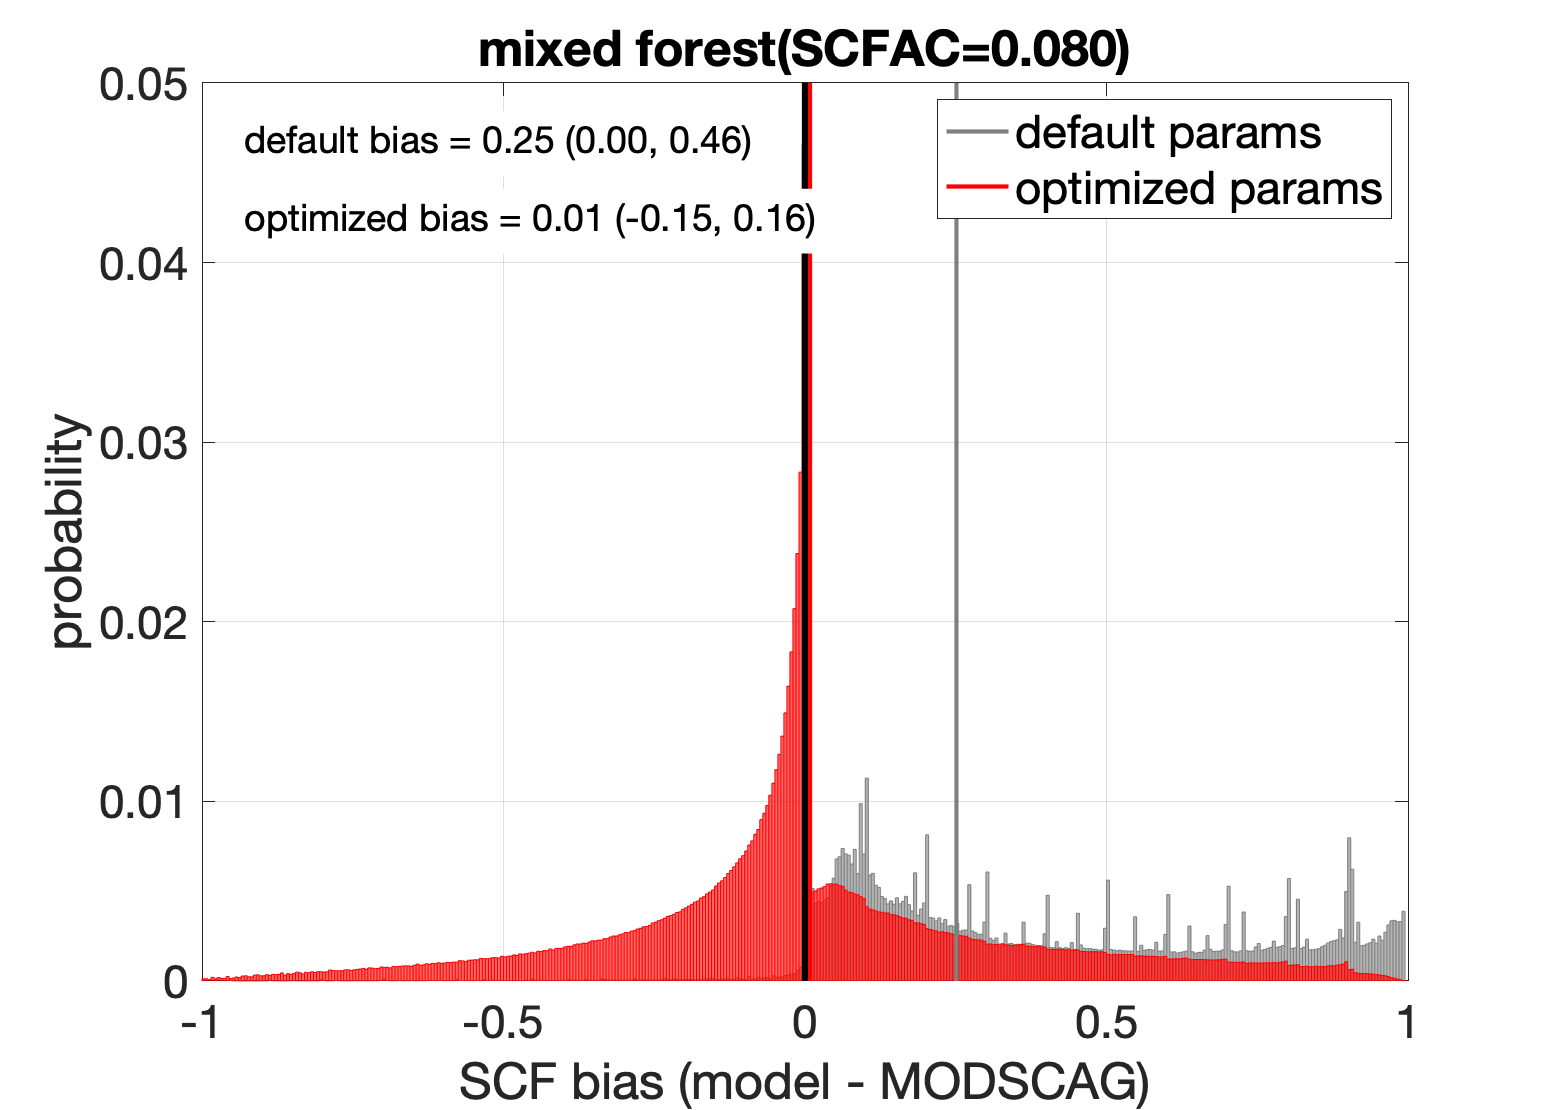 mixed forest(SCFAC=0.080)
0.05
0.04
0.03
0.02
0.01
0
probability
default bias = 0.25 (0.00, 0.46)
optimized bias = 0.01 (-0.15, 0.16)
default params
optimized params
-1
-0.5
0
0.5
1
SCF bias (model - MODSCAG)